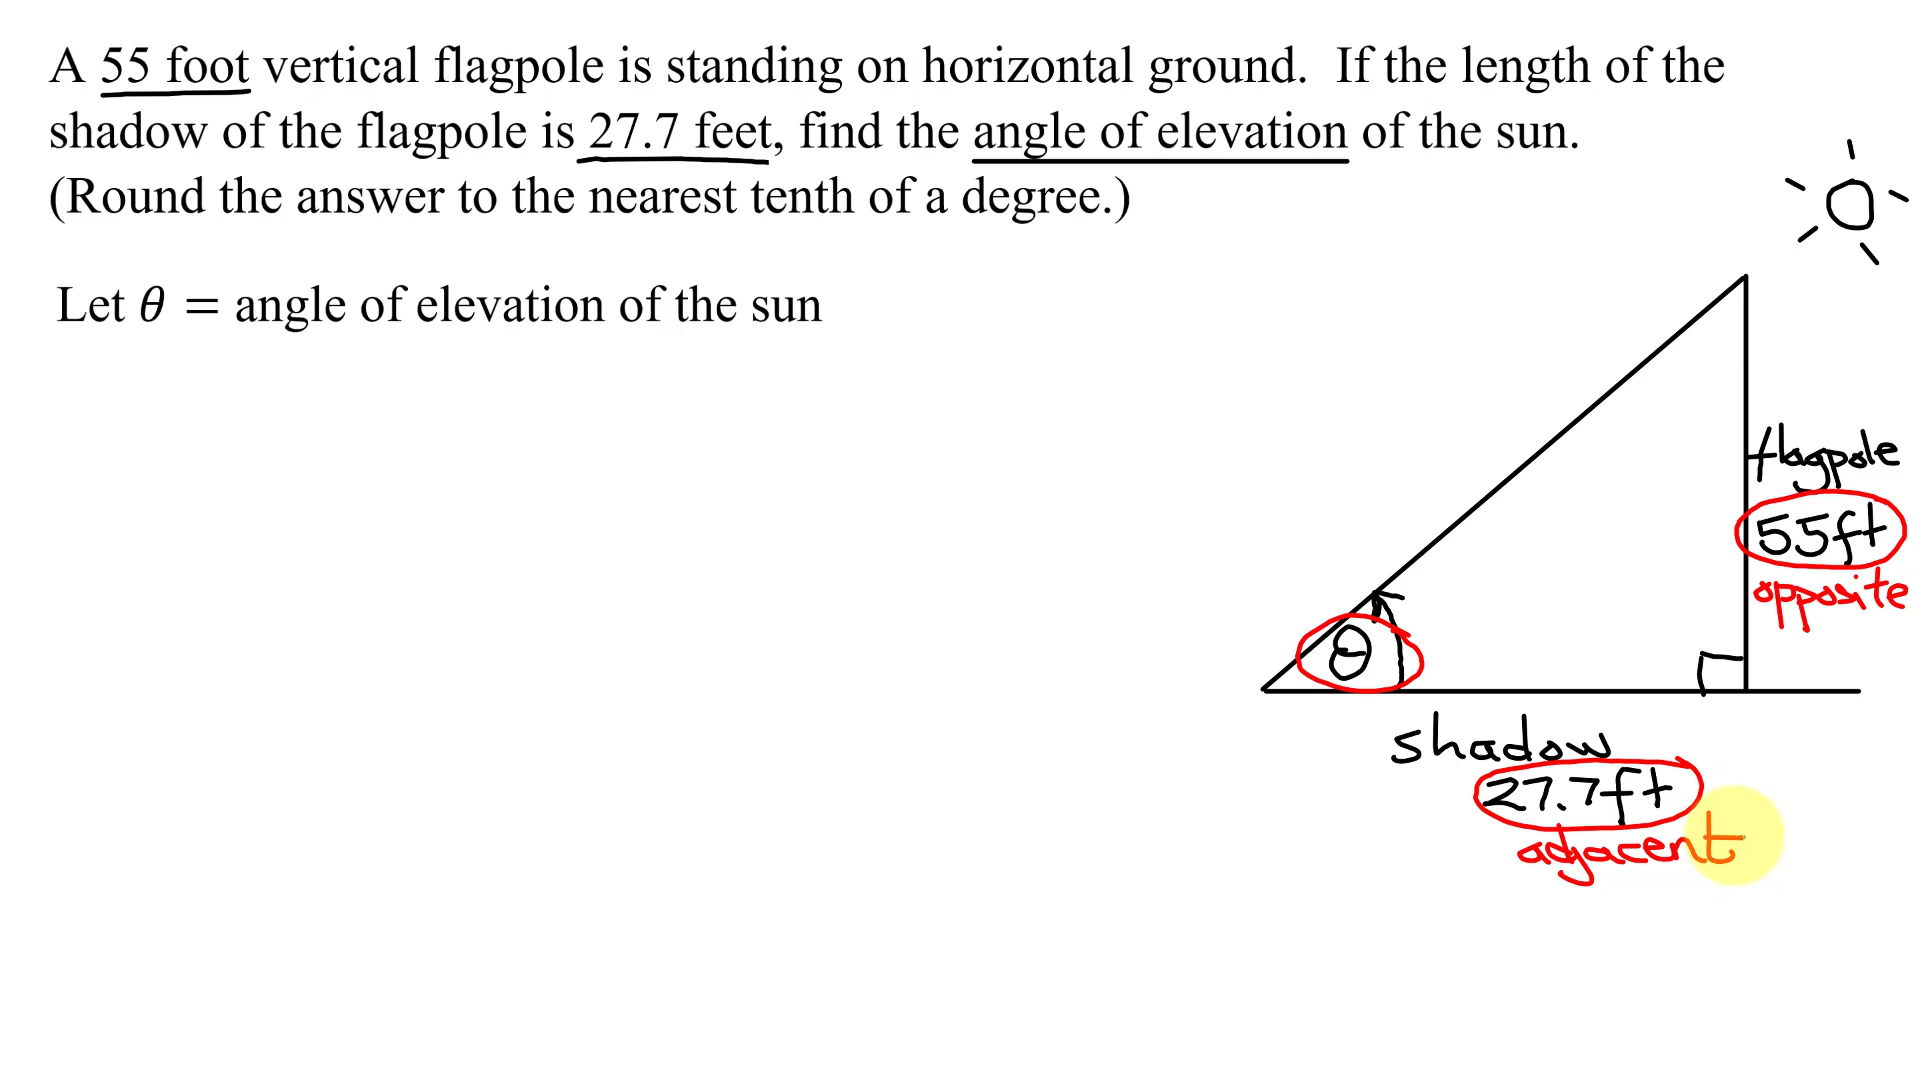 A 55 foot vertical flagpole is standing on horizontal ground. If the length of the
shadow of the flagpole is 27.7 feet, find the angle of elevation of the sun.
(Round the answer to the nearest tenth of a degree.)
Let θ = angle of elevation of the sun
flagpole
55ft
opposite
θ
shadow
27.7ft
adjacent